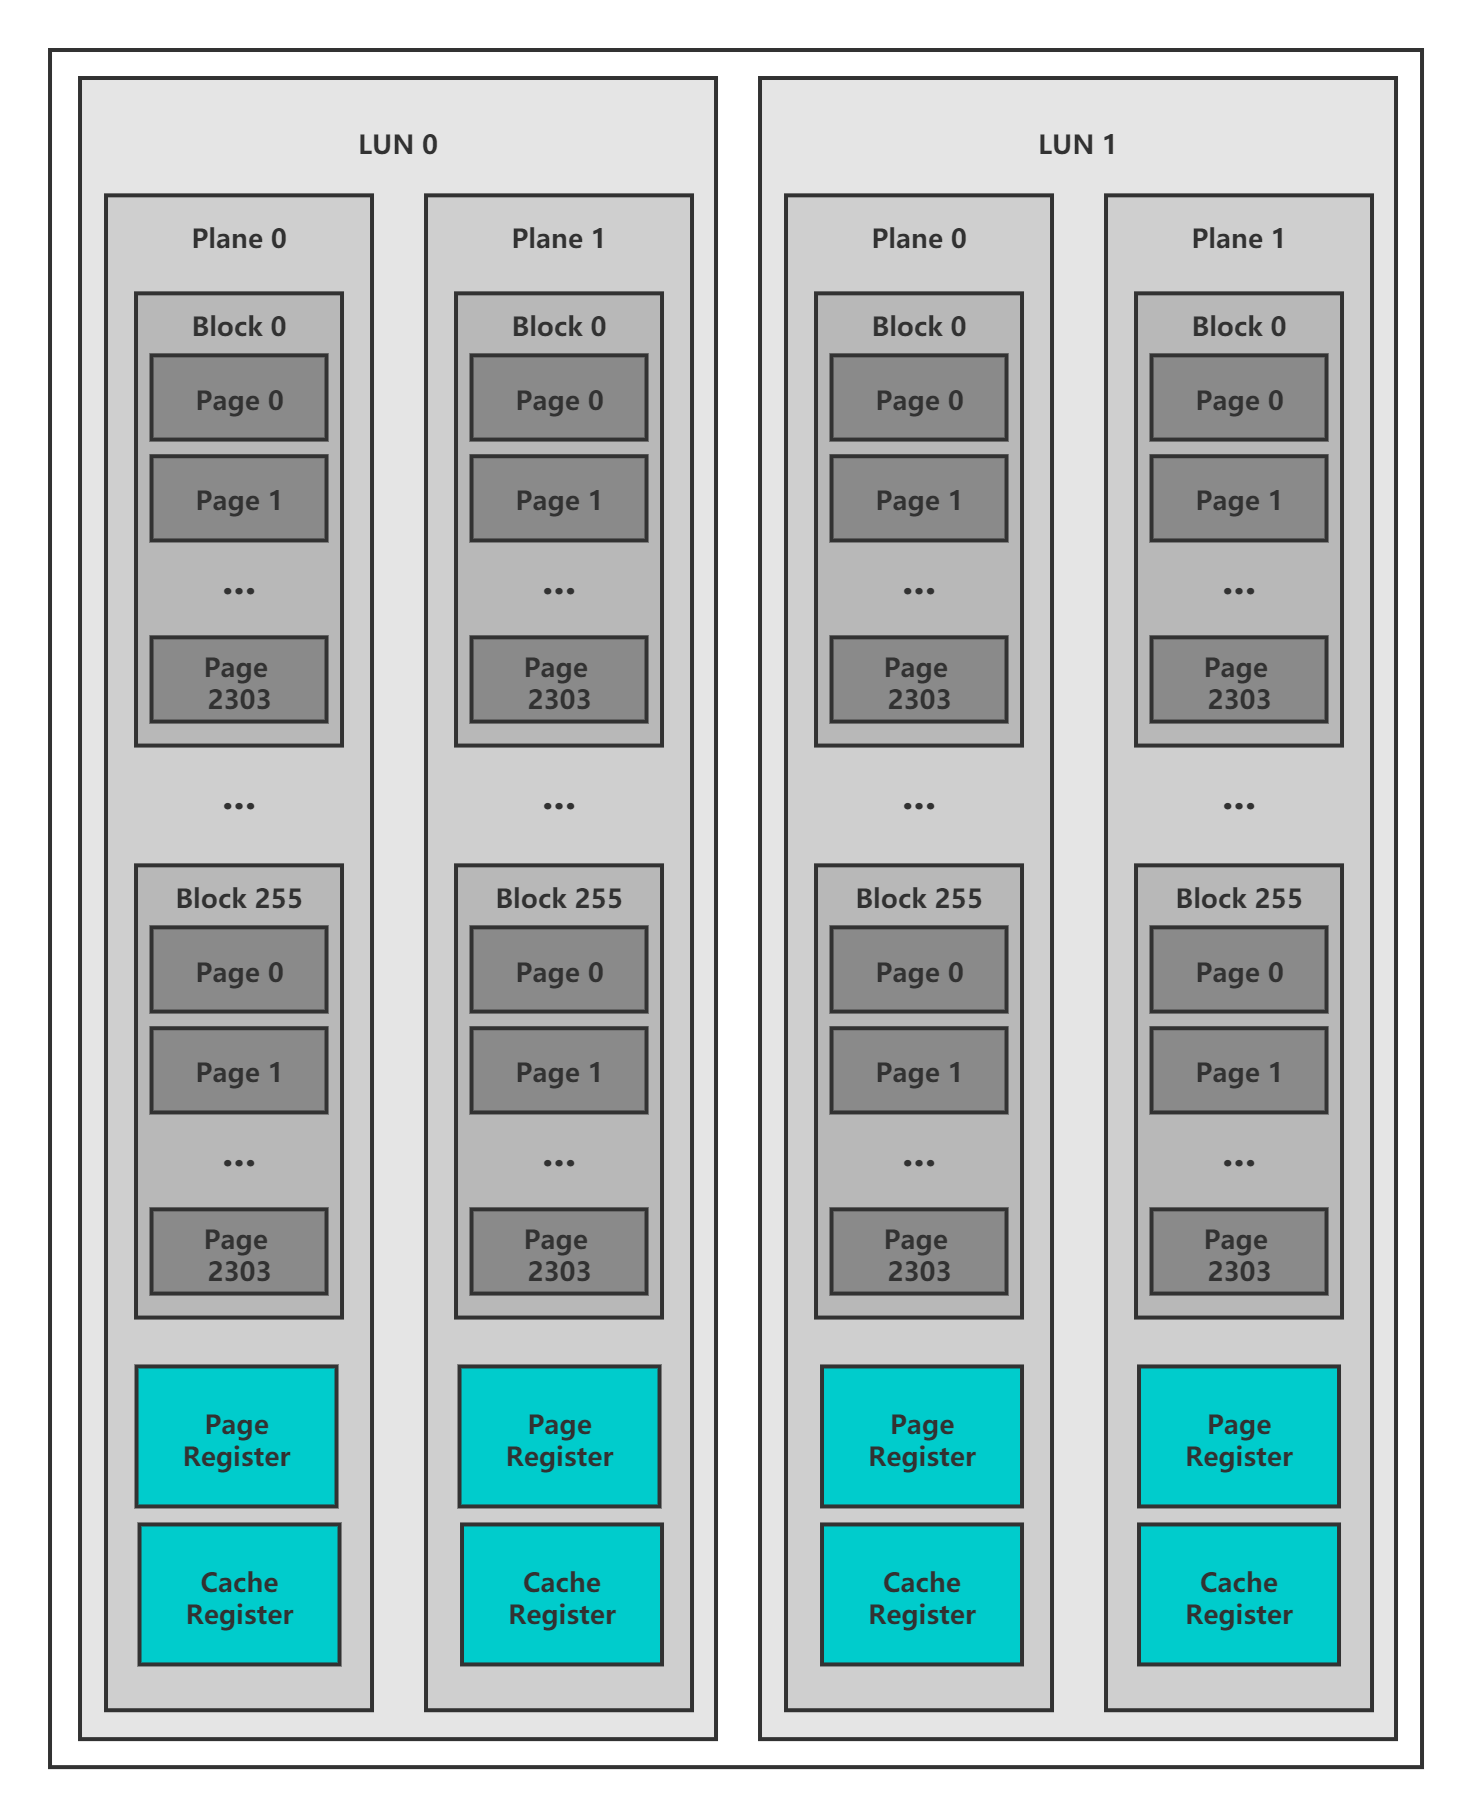 LUN 0
Plane 0
Block 0
Page 0
Page 1
...
Page
2303
...
Block 255
Page 0
Page 1
...
Page
2303
Page
Register
Cache
Register
Plane 1
Block 0
Page 0
Page 1
...
Page
2303
...
Block 255
Page 0
Page 1
...
Page
2303
Page
Register
Cache
Register
LUN 1
Plane 0
Block 0
Page 0
Page 1
...
Page
2303
...
Block 255
Page 0
Page 1
...
Page
2303
Page
Register
Cache
Register
Plane 1
Block 0
Page 0
Page 1
...
Page
2303
...
Block 255
Page 0
Page 1
...
Page
2303
Page
Register
Cache
Register